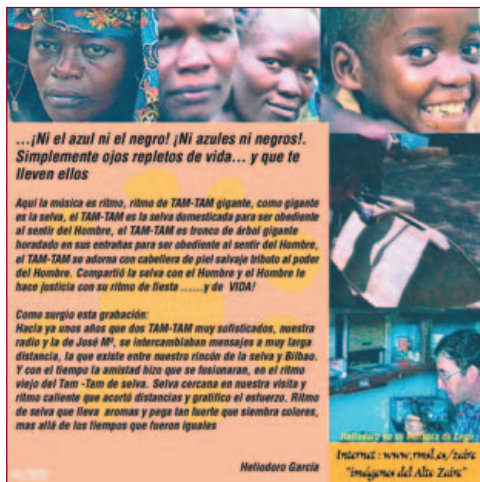 ...¡Ni el azul ni el negro! ¡Ni azules ni negros!.
Simplemente ojos repletos de vida... y que te
lleven ellos
Aquí la música es ritmo, ritmo de TAM-TAM gigante, como gigante
es la selva, el TAM-TAM es la selva domesticada para ser obediente
al sentir del Hombre, el TAM-TAM es tronco de árbol gigante
horadado en sus entrañas para ser obediente al sentir del Hombre,
el TAM-TAM se adorna con cabellera de piel salvaje tributo al poder
del Hombre. Compartió la selva con el Hombre y el Hombre le
hace justicia con su ritmo de fiesta ......y de VIDA!
Como surgio esta grabación:
Hacia ya unos años que dos TAM-TAM muy sofisticados, nuestra
radio y la de José Mª, se intercambiaban mensajes a muy larga
distancia, la que existe entre nuestro rincón de la selva y Bilbao.
Y con el tiempo la amistad hizo que se fusionaran, en el ritmo
viejo del Tam -Tam de selva. Selva cercana en nuestra visita y
ritmo caliente que acortó distancias y gratifico el esfuerzo. Ritmo
de selva que lleva aromas y pega tan fuerte que siembra colores,
mas allá de los tiempos que fueron iguales
Heliodoro García
Heliodoro en su
Internet : www.rmsl.es/zaire
"imágenes del Alto Zaire"